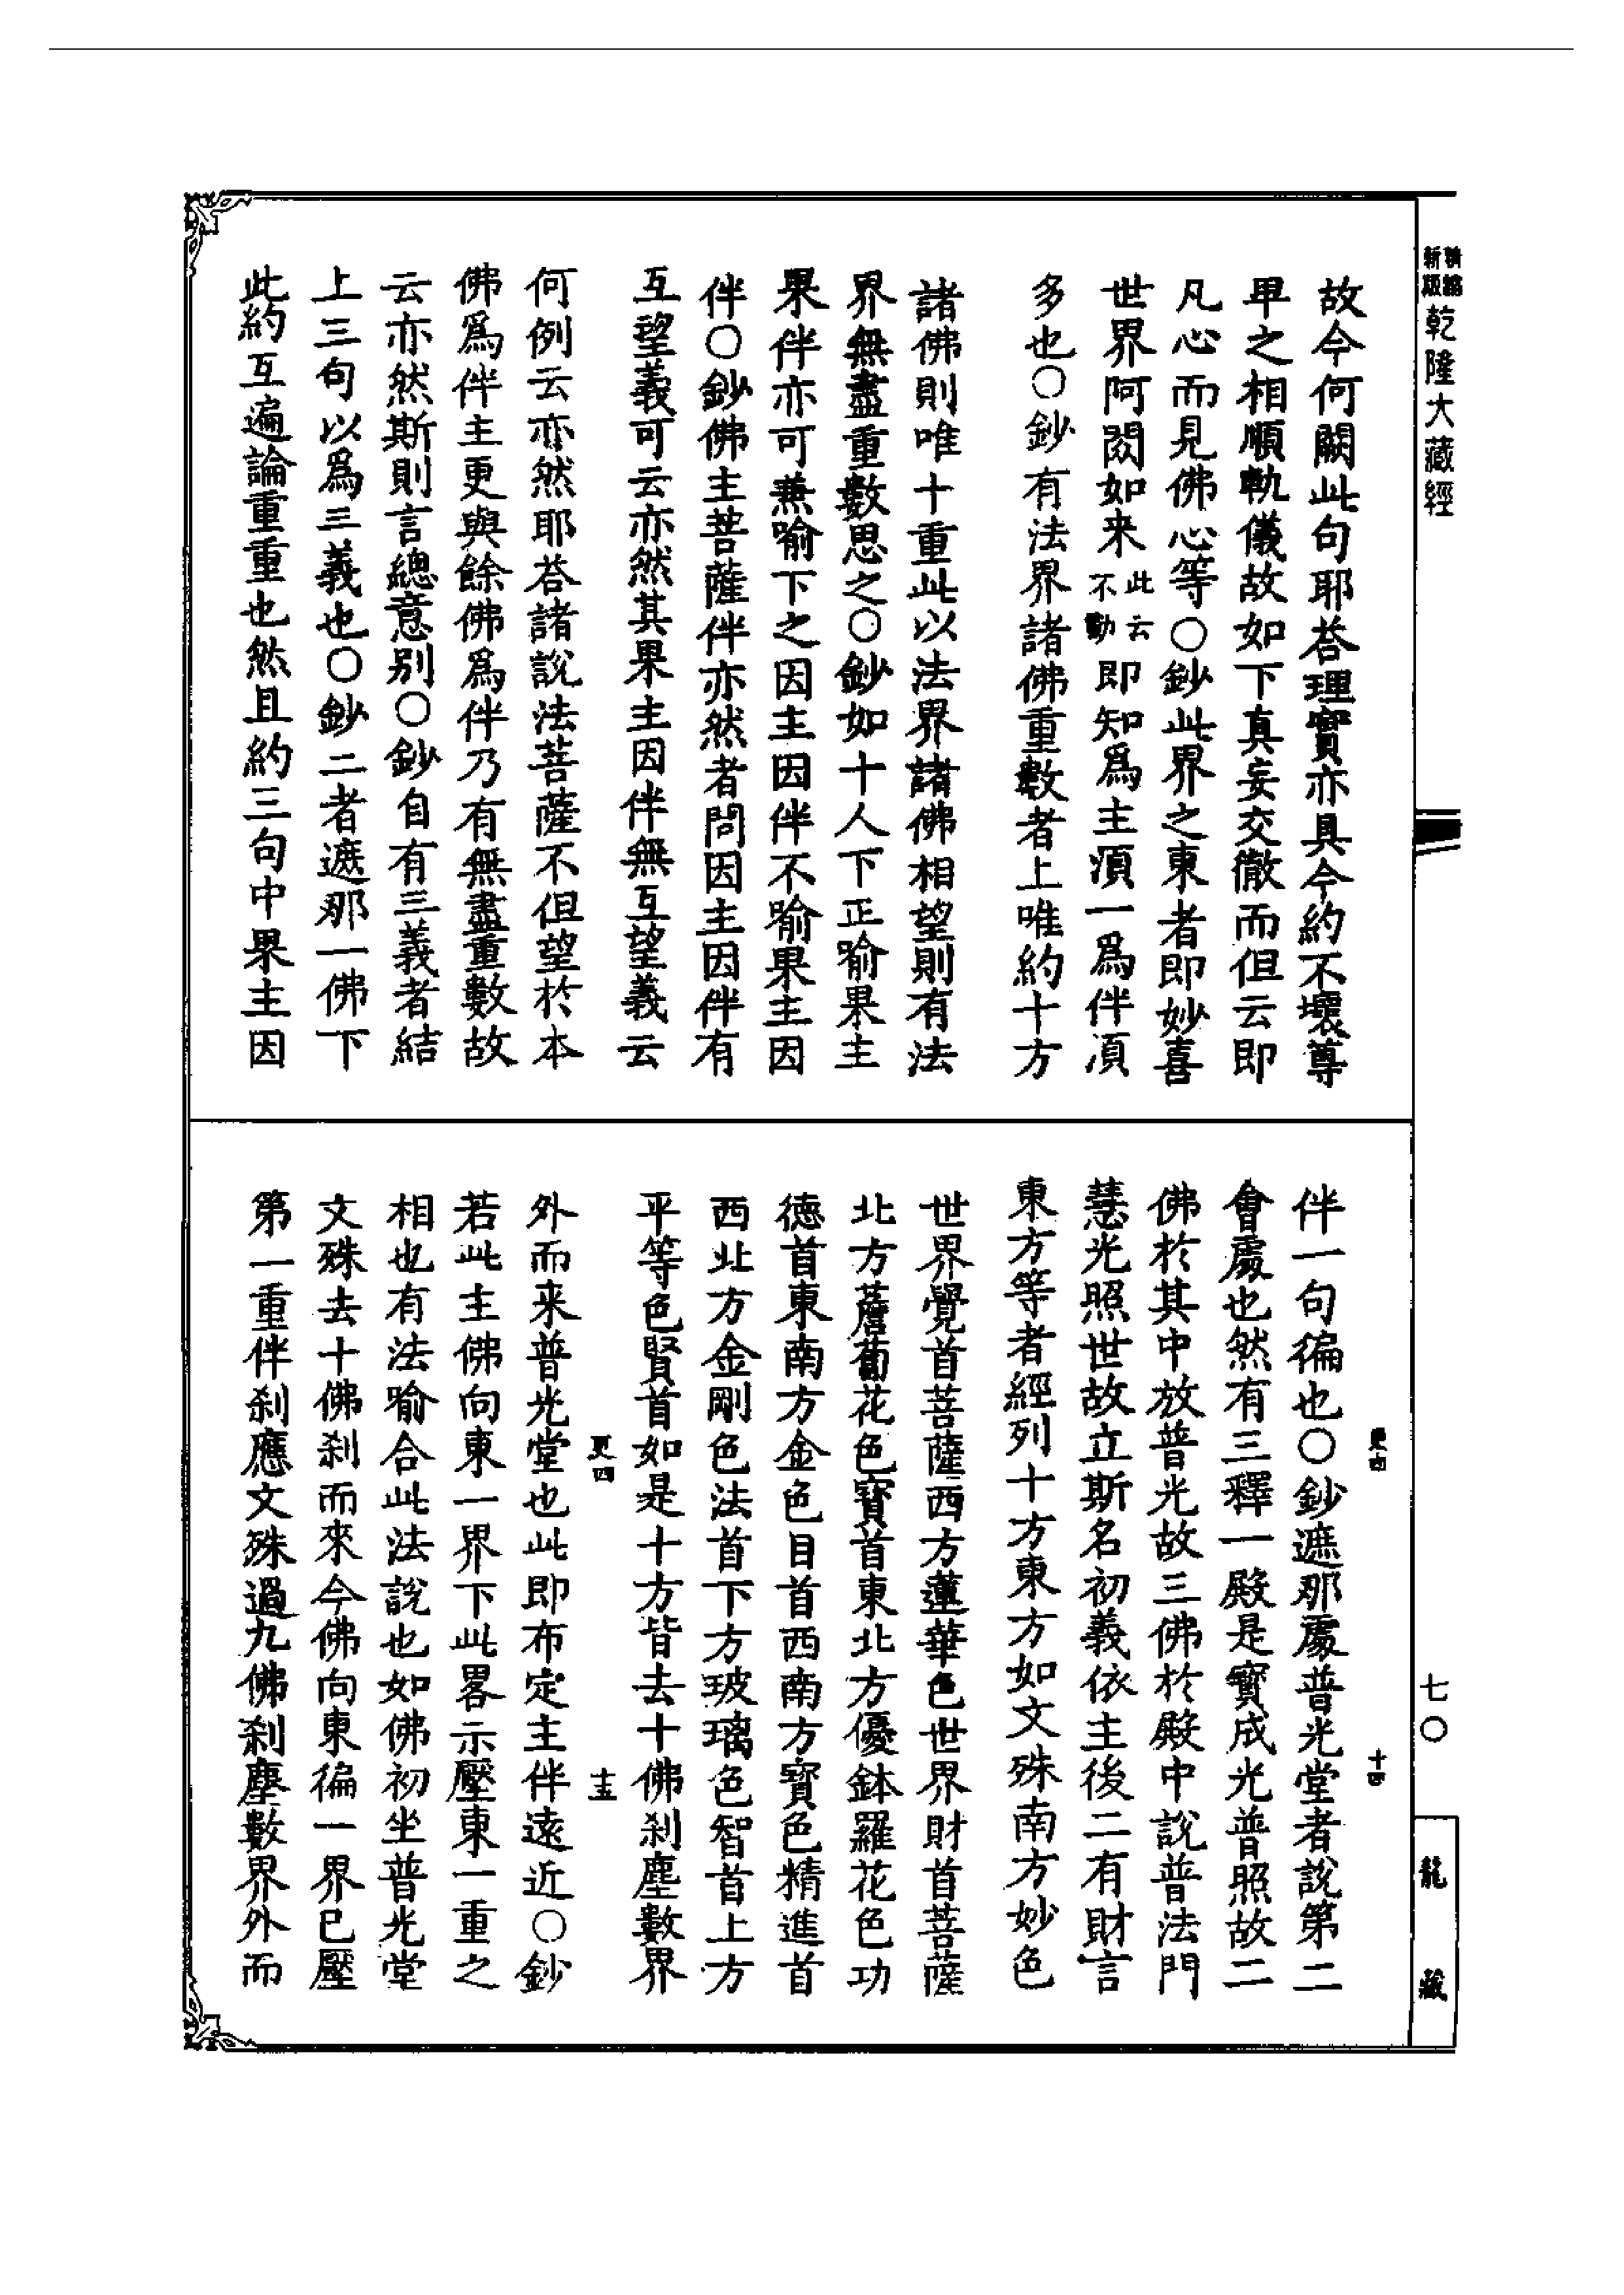 新版
精編
乾隆大藏經
故今何闕此句耶荅理實亦具今約不壞尊
卑之相順軌儀故如下真妄交徹而但云即
凡心而見佛心等○鈔此界之東者即妙喜
世界阿閦如来此云不動即知為主須一為伴須
多也○鈔有法界諸佛重數者上唯約十方
諸佛則唯十重此以法界諸佛相望則有法
界無盡重數思之○鈔如十人下正喻果主
果伴亦可兼喻下之因主因伴不喻果主因
伴○鈔佛主菩薩伴亦然者問因主因伴有
互望義可云亦然其果主因伴無互望義云
何例云亦然耶荅諸說法菩薩不但望於本
佛為伴主更與餘佛為伴乃有無盡重數故
云亦然斯則言總意別○鈔自有三義者結
上三句以為三義也○鈔二者遮那一佛下
此約互遍論重重也然且約三句中果主因
伴一句徧也○鈔遮那處普光堂者說第二
會處也然有三釋一殿是寶成光普照故二
佛於其中放普光故三佛於殿中說普法門
慧光照世故立斯名初義依主後二有財言
東方等者經列十方東方如文殊南方妙色
世界覺首菩薩西方蓮華色世界財首菩薩
北方薝蔔花色寶首東北方優鉢羅花色功
德首東南方金色目首西南方寶色精進首
西北方金剛色法首下方玻瓈色智首上方
平等色賢首如是十方皆去十佛剎塵數界
外而来普光堂也此即布定主伴遠近○鈔
若此主佛向東一界下此畧示壓東一重之
相也有法喻合此法說也如佛初坐普光堂
文殊去十佛剎而來今佛向東徧一界已壓
第一重伴剎應文殊過九佛剎塵數界外而
更四
十四
更四
十五
七○
龍藏